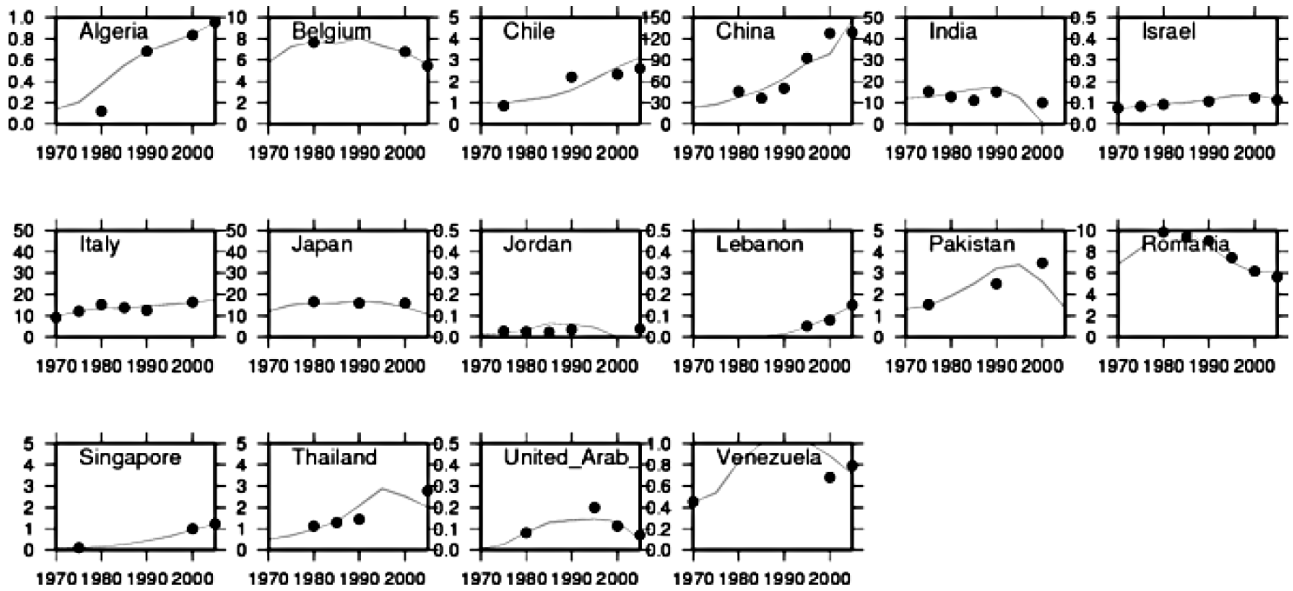 1.0 10 5 150 50 0.5
Algeria Belgium Chile China India Israel
0.8 8 4 120 40 0.4
0.6 6 3 90 30 0.3
0.4 4 2 60 20 0.2
0.2 2 1 30 10 0.1
0.0 0 0 0 0 0.0
1970 1980 1990 2000 1970 1980 1990 2000 1970 1980 1990 2000 1970 1980 1990 2000 1970 1980 1990 2000 1970 1980 1990 2000
50 50 0.5 0.5 5 10
Italy Japan Jordan Lebanon Pakistan Romania
40 40 0.4 0.4 4 8
30 30 0.3 0.3 3 6
20 20 0.2 0.2 2 4
10 10 0.1 0.1 1 2
0 0 0.0 0.0 0 0
1970 1980 1990 2000 1970 1980 1990 2000 1970 1980 1990 2000 1970 1980 1990 2000 1970 1980 1990 2000 1970 1980 1990 2000
5 5 0.5 1.0
Singapore Thailand United_Arab_ Venezuela
4 4 0.4 0.8
3 3 0.3 0.6
2 2 0.2 0.4
1 1 0.1 0.2
0 0 0.0 0.0
1970 1980 1990 2000 1970 1980 1990 2000 1970 1980 1990 2000 1970 1980 1990 2000